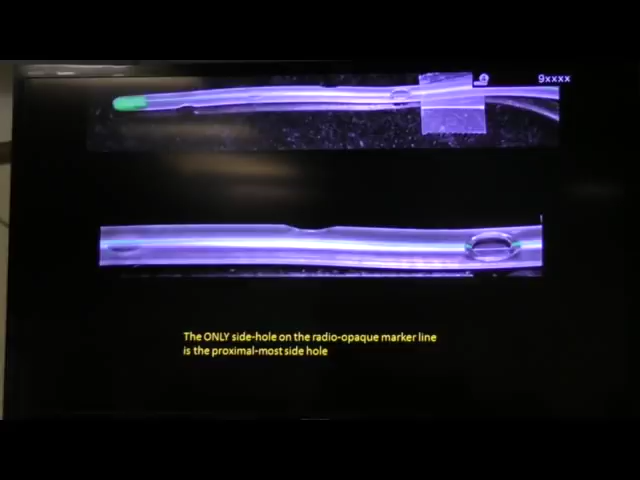 9xxxx
The ONLY side-hole on the radio-opaque marker line
is the proximal-most side hole